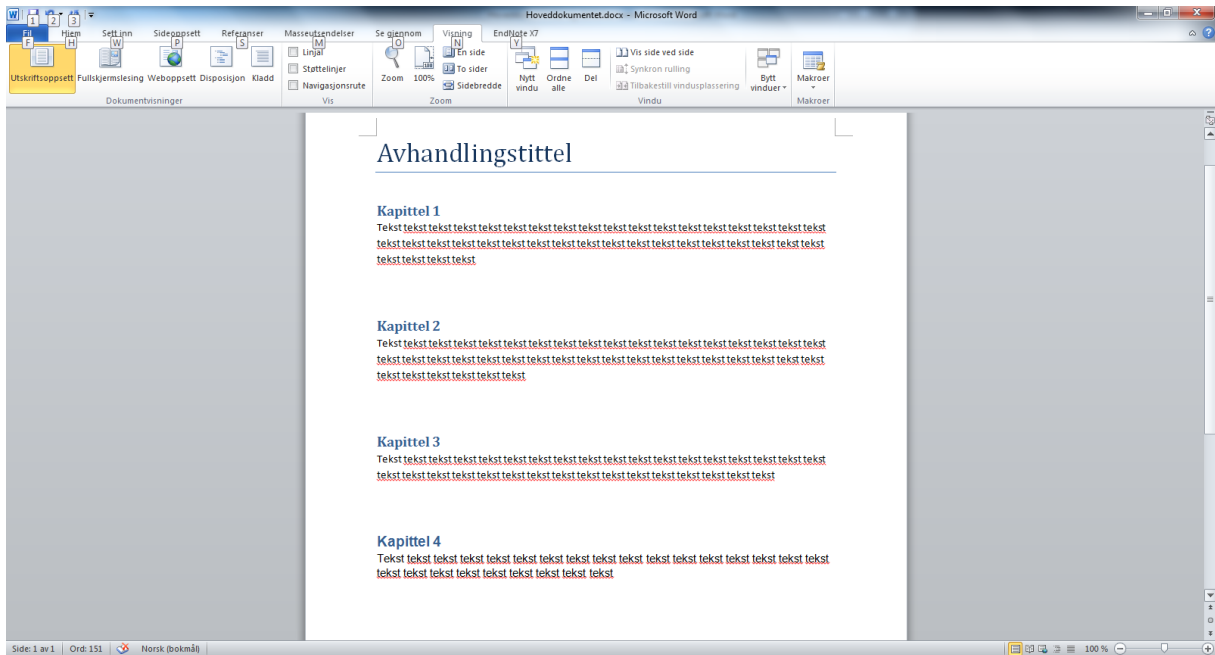 Hoveddokumentet.docx - Microsoft Word
1 2 3
Fil Hjem Sett inn Sideoppsett Referanser Masseutsendelser Se gjennom Visning EndNote X7
F H W P S M O N Y
Utskriftsoppsett Fullskjermslesing Weboppsett Disposisjon Kladd
Dokumentvisninger
Linjal
Støttelinjer
Navigasjonsrute
Vis
Zoom 100%
En side
To sider
Sidebredde
Zoom
Nytt vindu Ordne alle Del
Vis side ved side
Synkron rulling
Tilbakestill vindusplassering
Bytt vinduer
Vindu
Makroer
Makroer
Avhandlingstittel
Kapittel 1
Tekst tekst tekst tekst tekst tekst tekst tekst tekst tekst tekst tekst tekst tekst tekst tekst tekst tekst
tekst tekst tekst tekst tekst tekst tekst tekst tekst tekst tekst tekst tekst tekst tekst tekst tekst tekst
tekst tekst tekst tekst
Kapittel 2
Tekst tekst tekst tekst tekst tekst tekst tekst tekst tekst tekst tekst tekst tekst tekst tekst tekst tekst
tekst tekst tekst tekst tekst tekst tekst tekst tekst tekst tekst tekst tekst tekst tekst tekst tekst tekst
tekst tekst tekst tekst tekst tekst
Kapittel 3
Tekst tekst tekst tekst tekst tekst tekst tekst tekst tekst tekst tekst tekst tekst tekst tekst tekst tekst
tekst tekst tekst tekst tekst tekst tekst tekst tekst tekst tekst tekst tekst tekst tekst tekst
Kapittel 4
Tekst tekst tekst tekst tekst tekst tekst tekst tekst tekst tekst tekst tekst tekst tekst tekst tekst
tekst tekst tekst tekst tekst tekst tekst tekst tekst
Side: 1 av 1 Ord: 151 Norsk (bokmål) 100 %